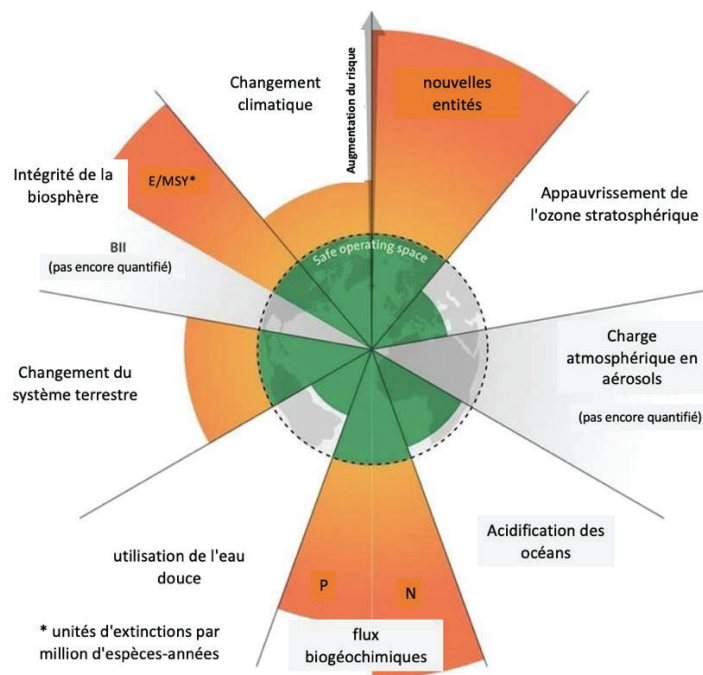 Changement
climatique
Augmentation du risque
nouvelles
entités
Intégrité de la
biosphère
E/MSY*
Appauvrissement de
l'ozone stratosphérique
BII
(pas encore quantifié)
Safe operating space
Changement du
système terrestre
Charge
atmosphérique en
aérosols
(pas encore quantifié)
utilisation de l'eau
douce
P
N
Acidification des
océans
flux
biogéochimiques
* unités d'extinctions par
million d'espèces-années